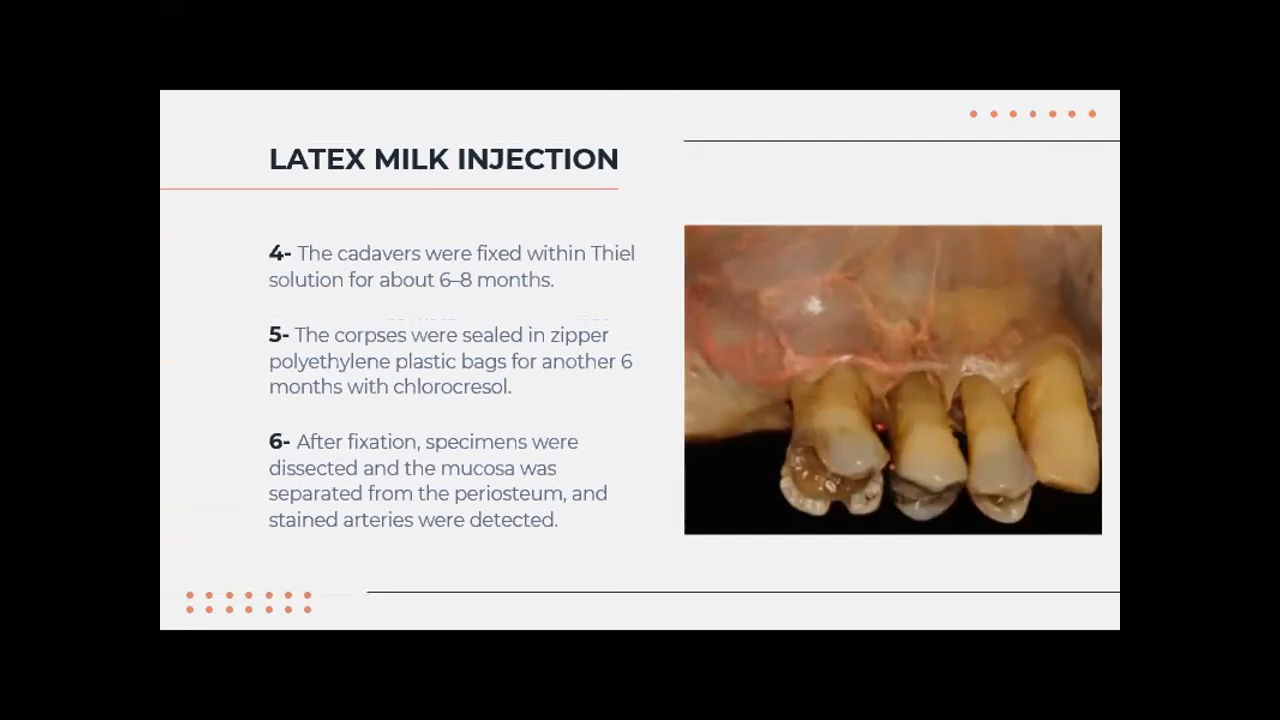 LATEX MILK INJECTION
4- The cadavers were fixed within Thiel
solution for about 6–8 months.
5- The corpses were sealed in zipper
polyethylene plastic bags for another 6
months with chlorocresol.
6- After fixation, specimens were
dissected and the mucosa was
separated from the periosteum, and
stained arteries were detected.